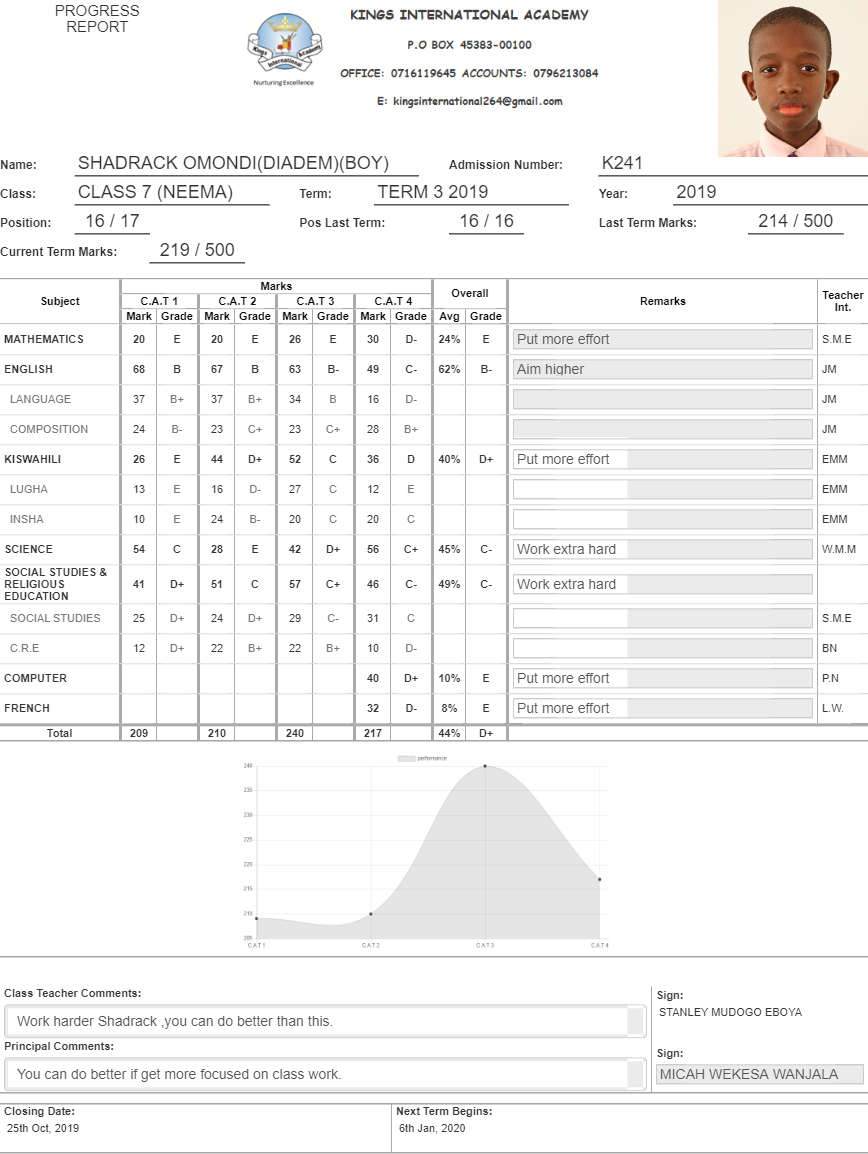 PROGRESS
REPORT
KINGS INTERNATIONAL ACADEMY
P.O BOX 45383-00100
OFFICE: 0716119645 ACCOUNTS: 0796213084
E: kingsinternational264@gmail.com
Kings Academy
International
Nurturing Excellence
Name: SHADRACK OMONDI(DIADEM)(BOY) Admission Number: K241
Class: CLASS 7 (NEEMA) Term: TERM 3 2019 Year: 2019
Position: 16 / 17 Pos Last Term: 16 / 16 Last Term Marks: 214 / 500
Current Term Marks: 219 / 500
Subject Marks Overall Remarks Teacher Int.
C.A.T 1 C.A.T 2 C.A.T 3 C.A.T 4
Mark Grade Mark Grade Mark Grade Mark Grade Avg Grade
MATHEMATICS 20 E 20 E 26 E 30 D- 24% E Put more effort S.M.E
ENGLISH 68 B 67 B 63 B- 49 C- 62% B- Aim higher JM
LANGUAGE 37 B+ 37 B+ 34 B 16 D- JM
COMPOSITION 24 B- 23 C+ 23 C+ 28 B+ JM
KISWAHILI 26 E 44 D+ 52 C 36 D 40% D+ Put more effort EMM
LUGHA 13 E 16 D- 27 C 12 E EMM
INSHA 10 E 24 B- 20 C 20 C EMM
SCIENCE 54 C 28 E 42 D+ 56 C+ 45% C- Work extra hard W.M.M
SOCIAL STUDIES &
RELIGIOUS
EDUCATION 41 D+ 51 C 57 C+ 46 C- 49% C- Work extra hard
SOCIAL STUDIES 25 D+ 24 D+ 29 C- 31 C S.M.E
C.R.E 12 D+ 22 B+ 22 B+ 10 D- BN
COMPUTER 40 D+ 10% E Put more effort P.N
FRENCH 32 D- 8% E Put more effort L.W.
Total 209 210 240 217 44% D+
performance
240
235
230
225
220
215
210
205
C.A.T 1 C.A.T 2 C.A.T 3 C.A.T 4
Class Teacher Comments:
Work harder Shadrack ,you can do better than this.
Sign:
STANLEY MUDOGO EBOYA
Principal Comments:
You can do better if get more focused on class work.
Sign:
MICAH WEKESA WANJALA
Closing Date:
25th Oct, 2019
Next Term Begins:
6th Jan, 2020